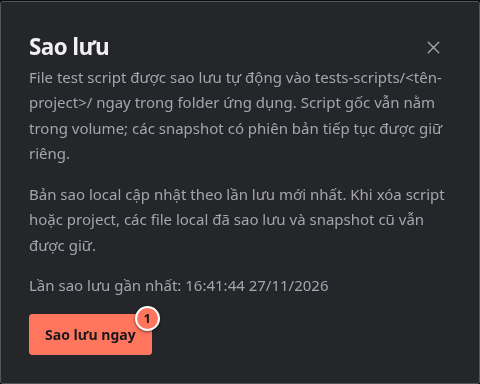 Sao lưu
File test script được sao lưu tự động vào tests-scripts/<tên-
project>/ ngay trong folder ứng dụng. Script gốc vẫn nằm
trong volume; các snapshot có phiên bản tiếp tục được giữ
riêng.
Bản sao local cập nhật theo lần lưu mới nhất. Khi xóa script
hoặc project, các file local đã sao lưu và snapshot cũ vẫn
được giữ.
Lần sao lưu gần nhất: 16:41:44 27/11/2026
1
Sao lưu ngay